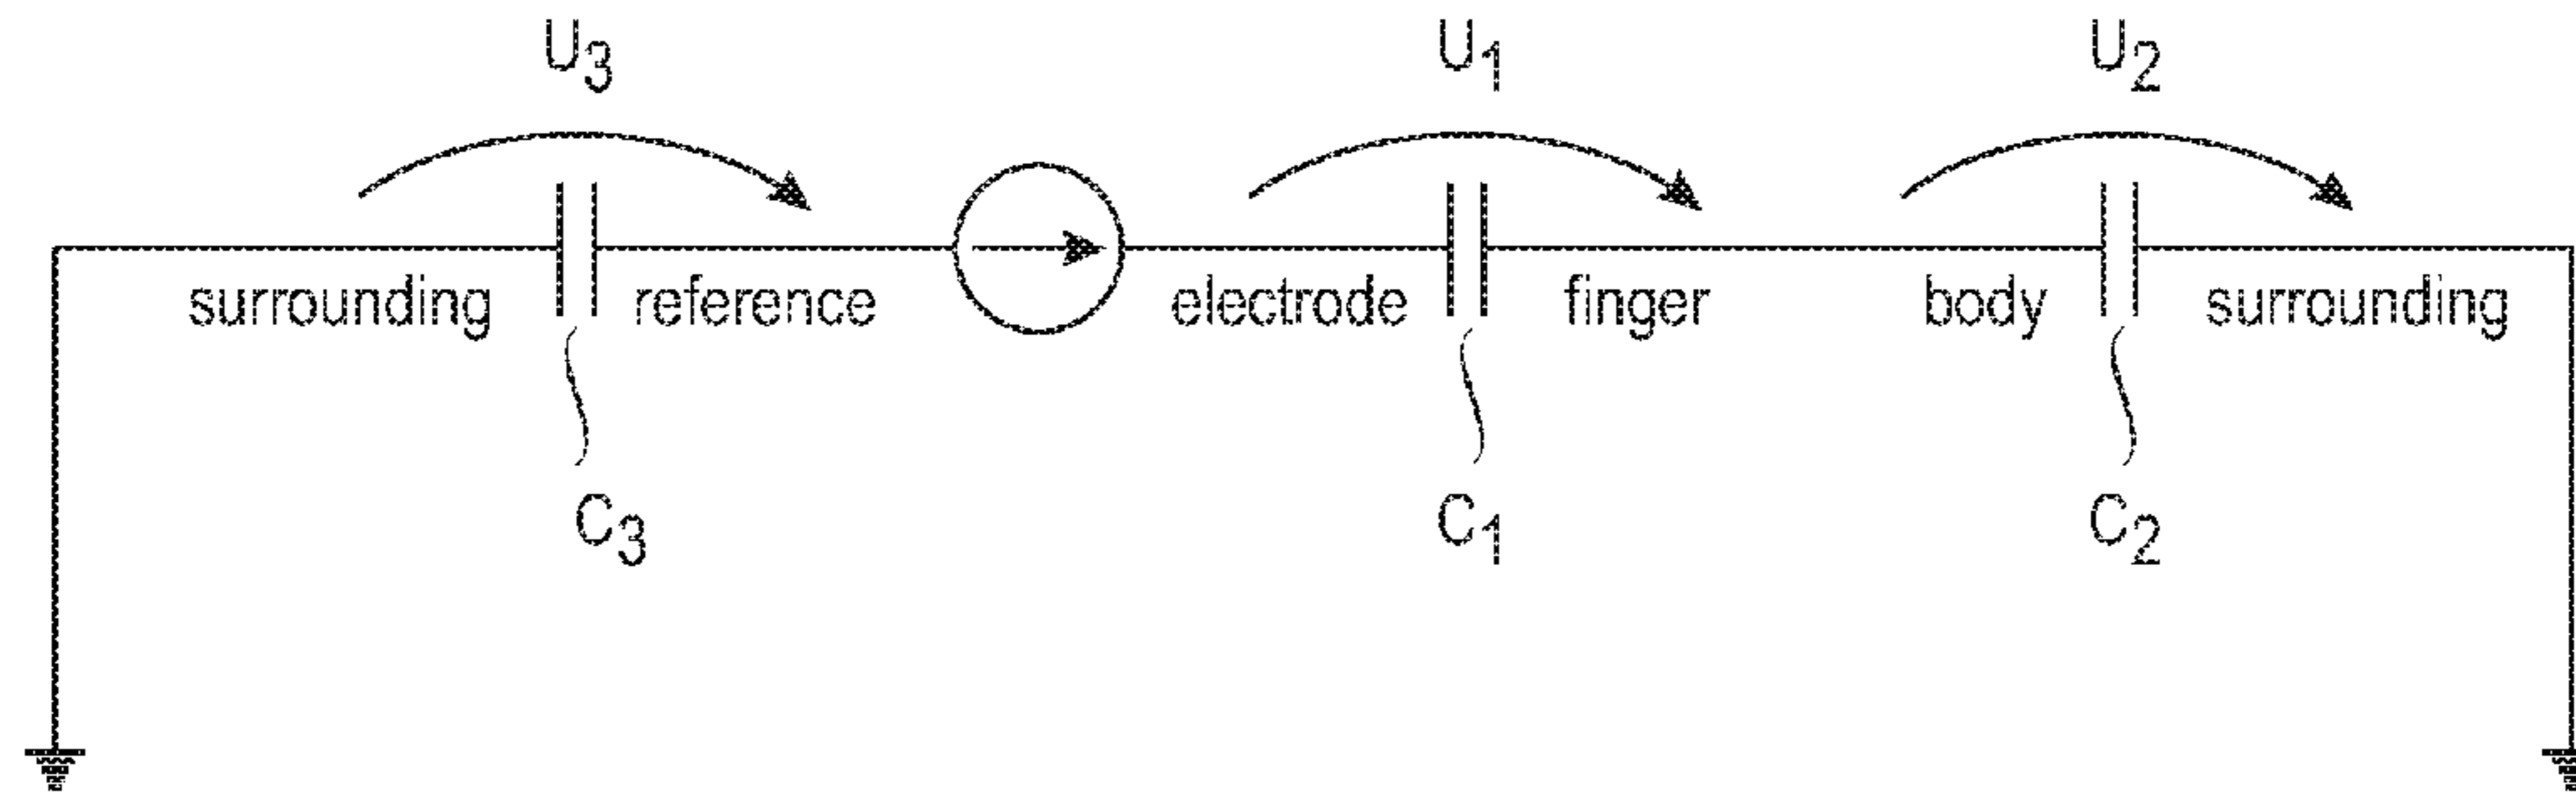 U3 U1 U2
surrounding reference electrode finger body surrounding
C3 C1 C2